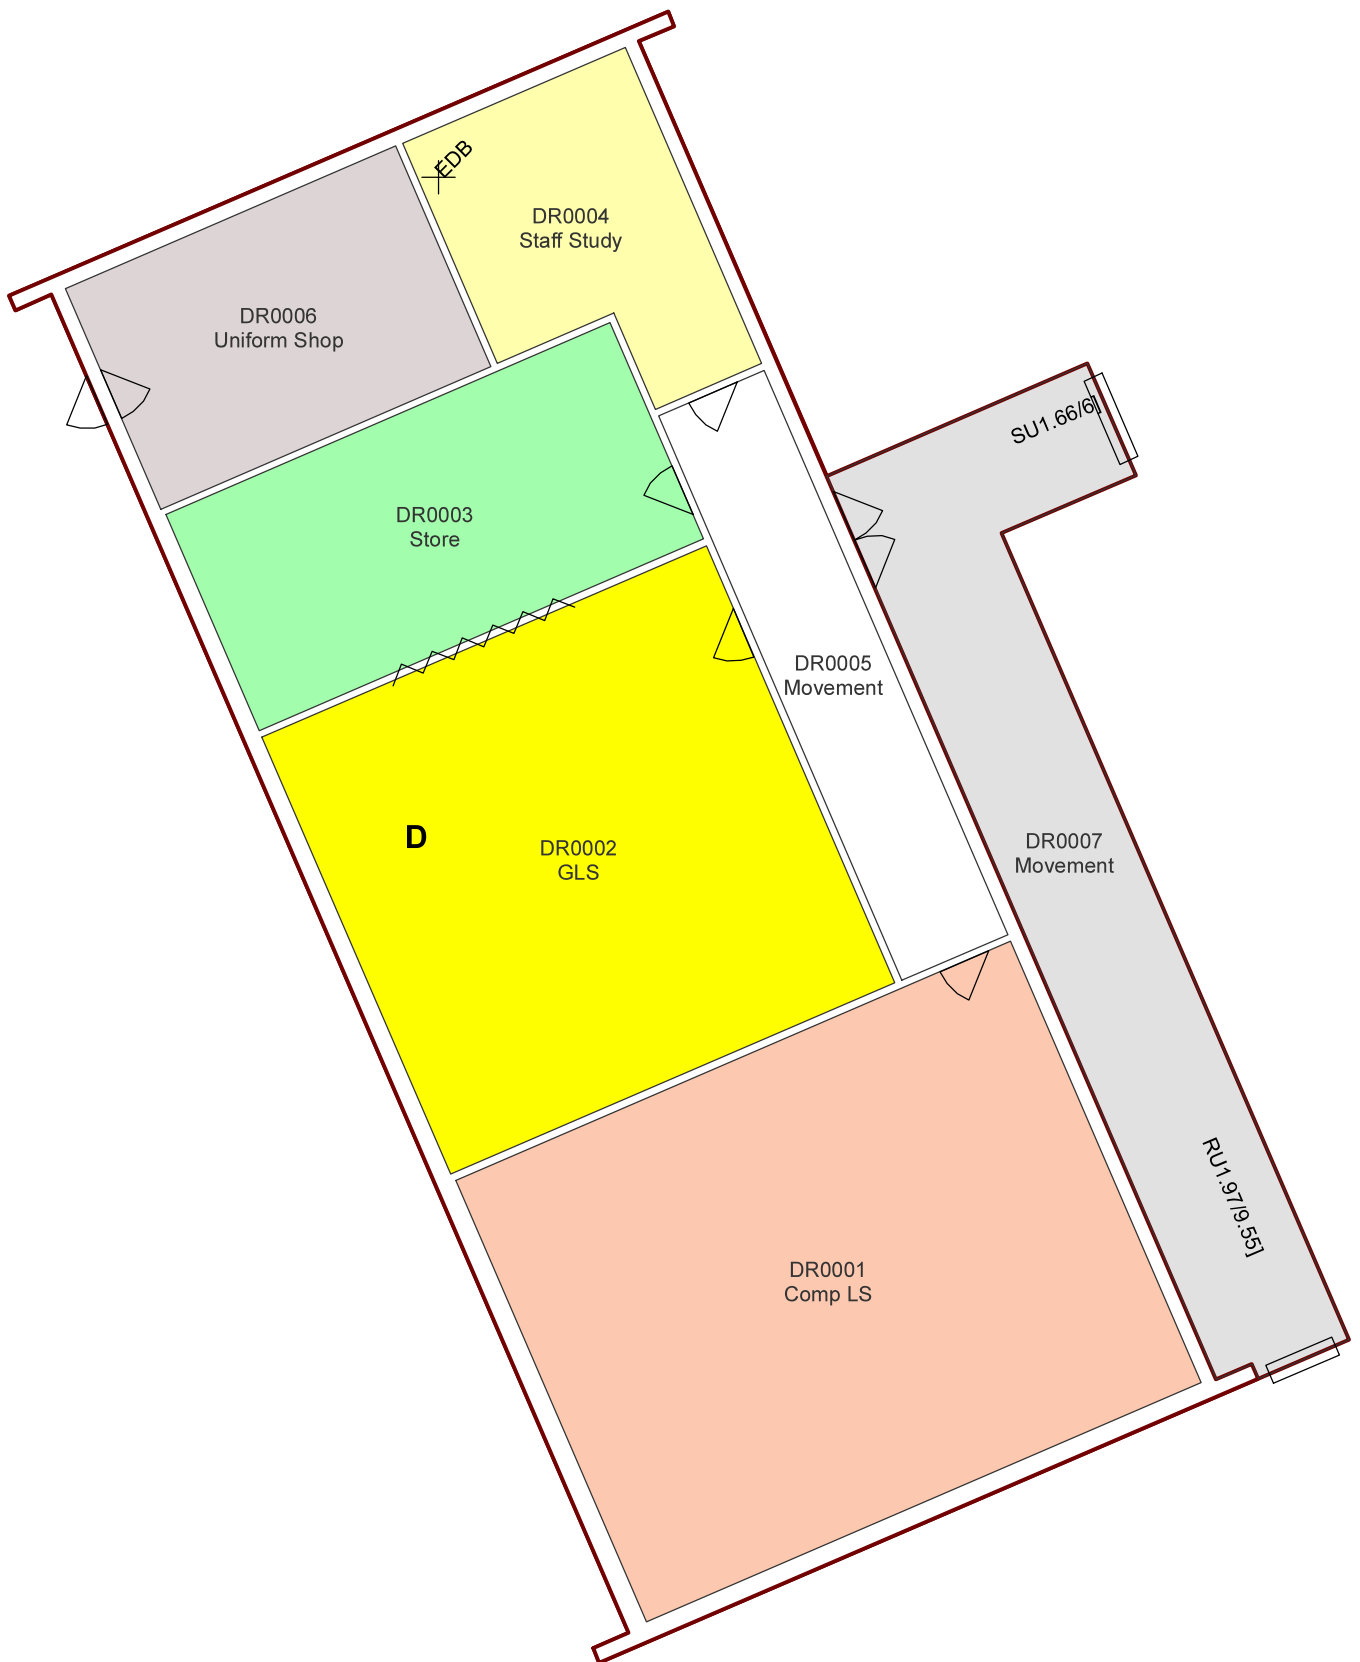 EDB
DR0004
Staff Study
DR0006
Uniform Shop
SU1.66/6]
DR0003
Store
DR0005
Movement
D
DR0002
GLS
DR0007
Movement
RU1.97/9.55]
DR0001
Comp LS